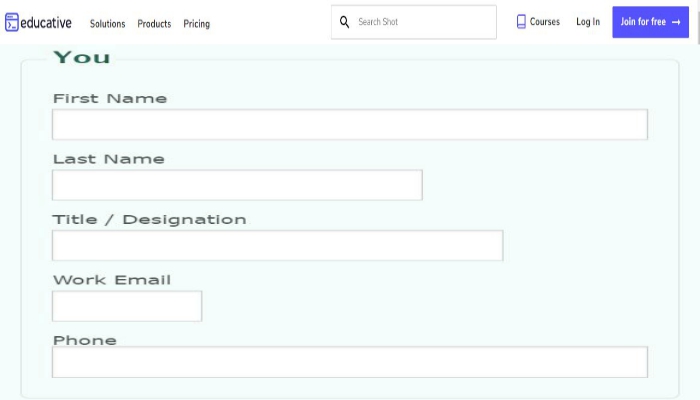 educative Solutions Products Pricing Search Shot Courses Log In Join for free →
You
First Name
Last Name
Title / Designation
Work Email
Phone